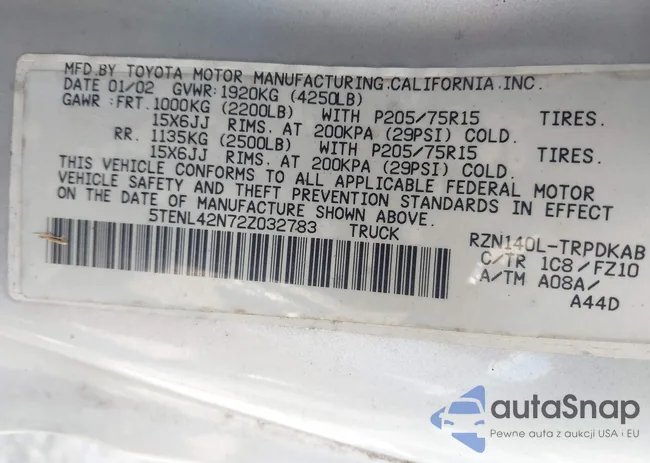 MFD.BY TOYOTA MOTOR MANUFACTURING.CALIFORNIA.INC.
DATE 01/02 GVWR:1920KG (4250LB)
GAWR :FRT.1000KG (2200LB) WITH P205/75R15 TIRES.
15X6JJ RIMS. AT 200KPA (29PSI) COLD.
RR. 1135KG (2500LB) WITH P205/75R15 TIRES.
15X6JJ RIMS. AT 200KPA (29PSI) COLD.
THIS VEHICLE CONFORMS TO ALL APPLICABLE FEDERAL MOTOR
VEHICLE SAFETY AND THEFT PREVENTION STANDARDS IN EFFECT
ON THE DATE OF MANUFACTURE SHOWN ABOVE.
5TENL42N72Z032783 TRUCK
RZN140L-TRPDKAB
C/TR 1C8/FZ10
A/TM A08A/
A44D
autaSnap
Pewne auta z aukcji USA i EU